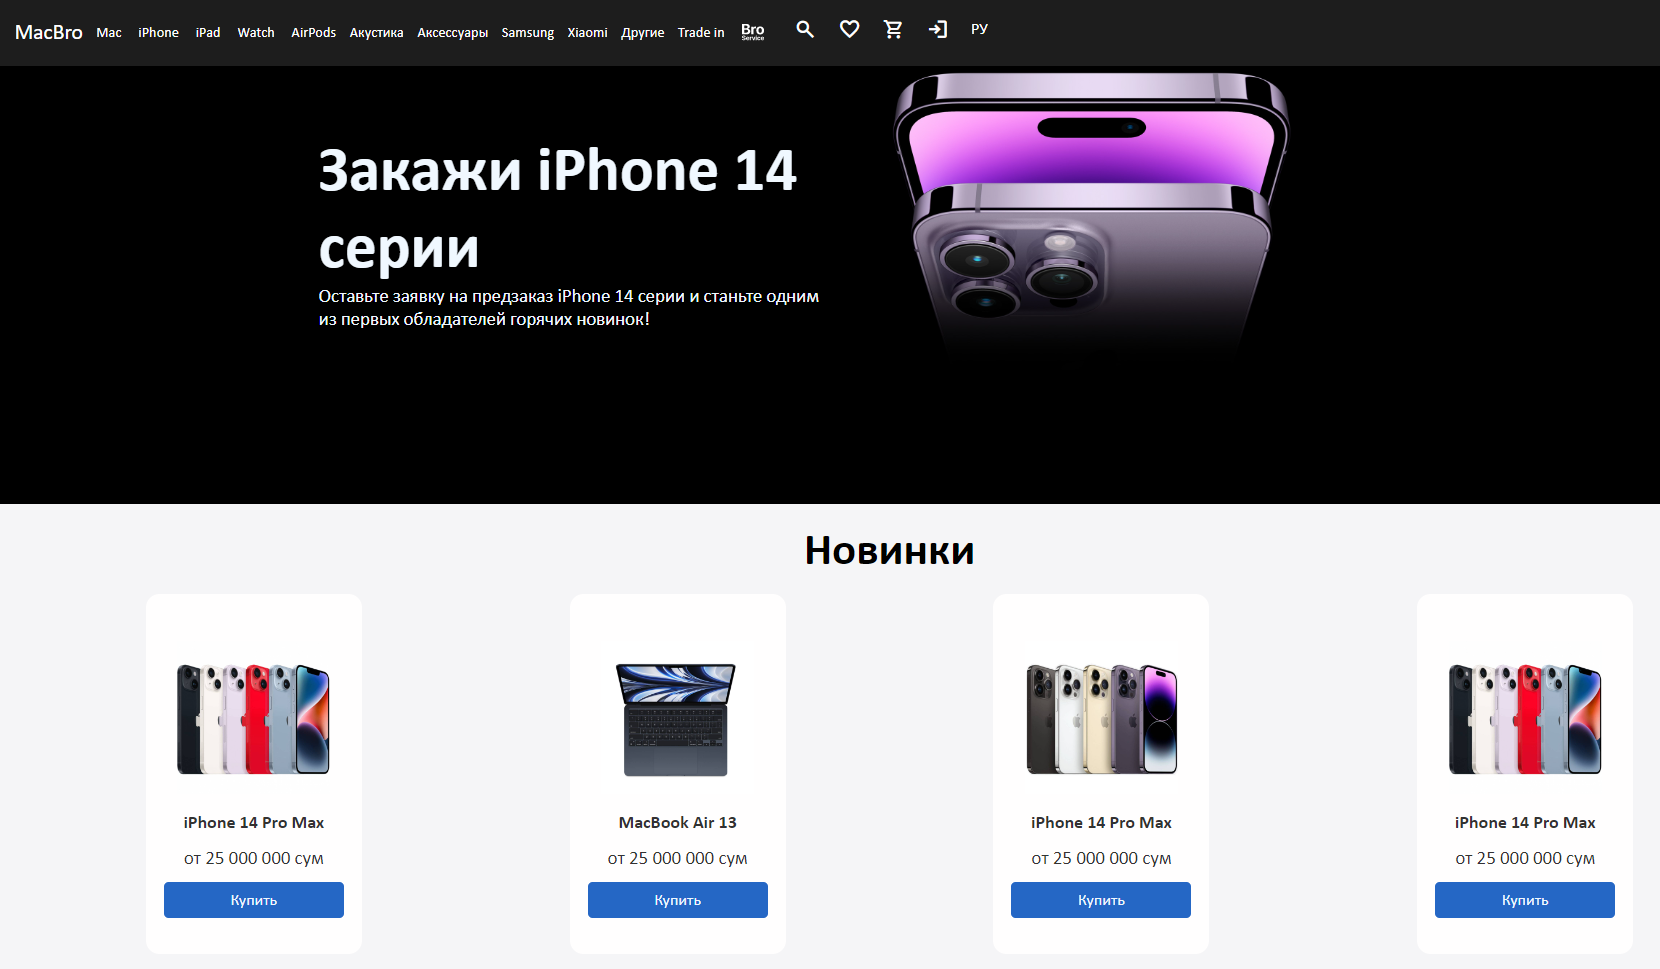 MacBro Mac iPhone iPad Watch AirPods Акустика Аксессуары Samsung Xiaomi Другие Trade in Bro Service РУ
Закажи iPhone 14
серии
Оставьте заявку на предзаказ iPhone 14 серии и станьте одним
из первых обладателей горячих новинок!
Новинки
iPhone 14 Pro Max
от 25 000 000 сум
Купить
MacBook Air 13
от 25 000 000 сум
Купить
iPhone 14 Pro Max
от 25 000 000 сум
Купить
iPhone 14 Pro Max
от 25 000 000 сум
Купить